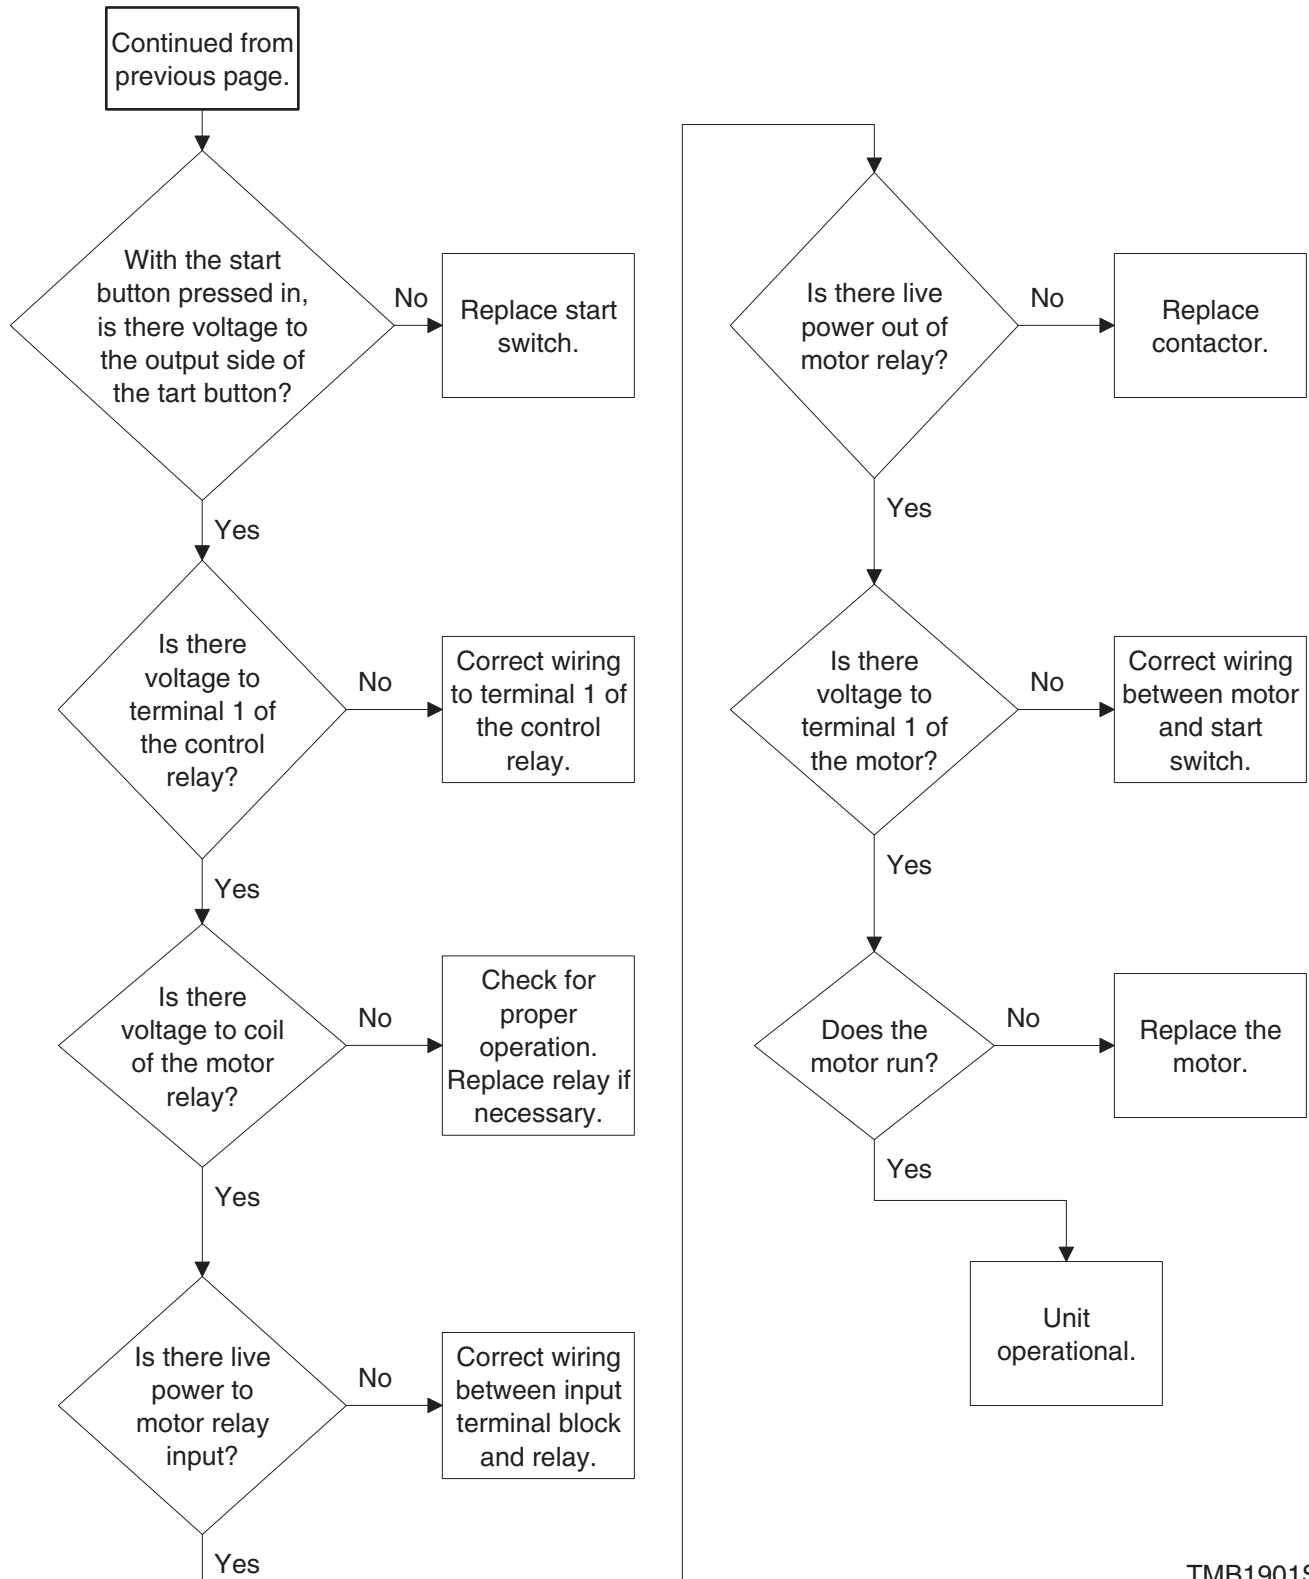 Continued from
previous page.
With the start
button pressed in,
is there voltage to
the output side of
the tart button?
No
Replace start
switch.
Yes
Is there
voltage to
terminal 1 of
the control
relay?
No
Correct wiring
to terminal 1 of
the control
relay.
Yes
Is there
voltage to coil
of the motor
relay?
No
Check for
proper
operation.
Replace relay if
necessary.
Yes
Is there live
power to
motor relay
input?
No
Correct wiring
between input
terminal block
and relay.
Yes
Is there live
power out of
motor relay?
No
Replace
contactor.
Yes
Is there
voltage to
terminal 1 of
the motor?
No
Correct wiring
between motor
and start
switch.
Yes
Does the
motor run?
No
Replace the
motor.
Yes
Unit
operational.